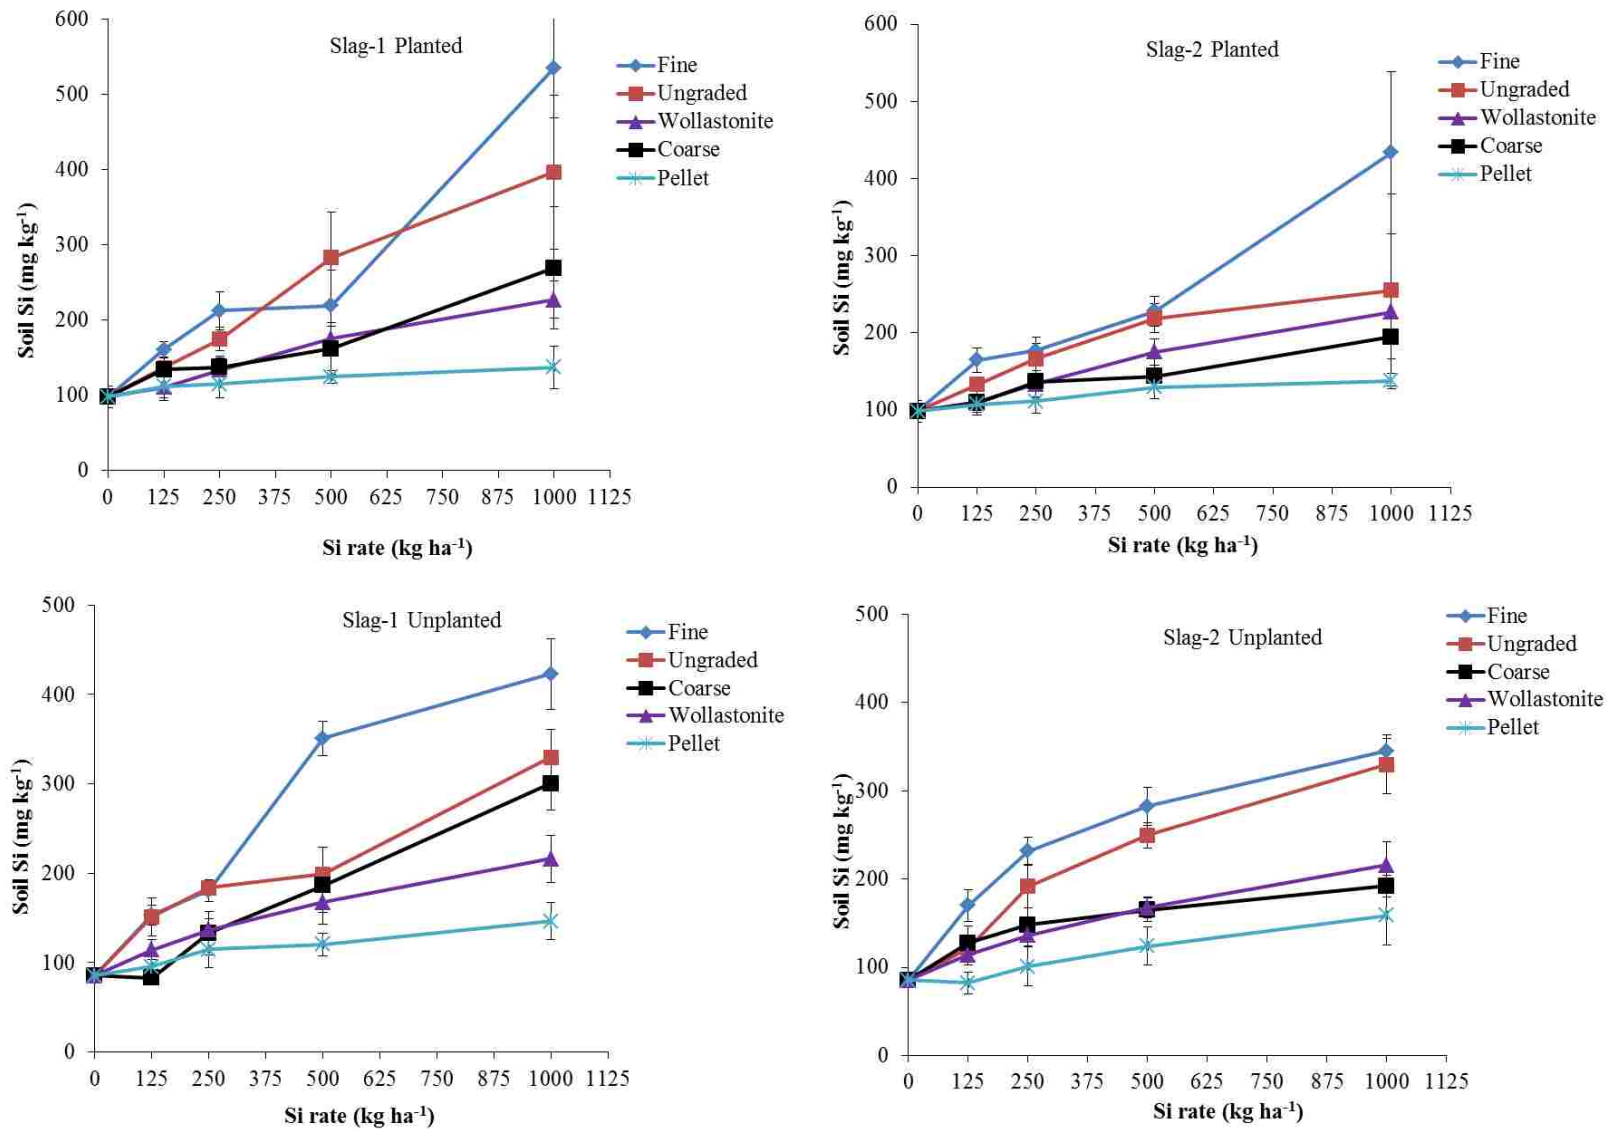 Slag-1 Planted
600
500
400
300
200
100
0
0 125 250 375 500 625 750 875 1000 1125
Soil Si (mg kg⁻¹)
Si rate (kg ha⁻¹)
Fine
Ungraded
Wollastonite
Coarse
Pellet
Slag-2 Planted
600
500
400
300
200
100
0
0 125 250 375 500 625 750 875 1000 1125
Soil Si (mg kg⁻¹)
Si rate (kg ha⁻¹)
Fine
Ungraded
Wollastonite
Coarse
Pellet
Slag-1 Unplanted
500
400
300
200
100
0
0 125 250 375 500 625 750 875 1000 1125
Soil Si (mg kg⁻¹)
Si rate (kg ha⁻¹)
Fine
Ungraded
Coarse
Wollastonite
Pellet
Slag-2 Unplanted
500
400
300
200
100
0
0 125 250 375 500 625 750 875 1000 1125
Soil Si (mg kg⁻¹)
Si rate (kg ha⁻¹)
Fine
Ungraded
Coarse
Wollastonite
Pellet